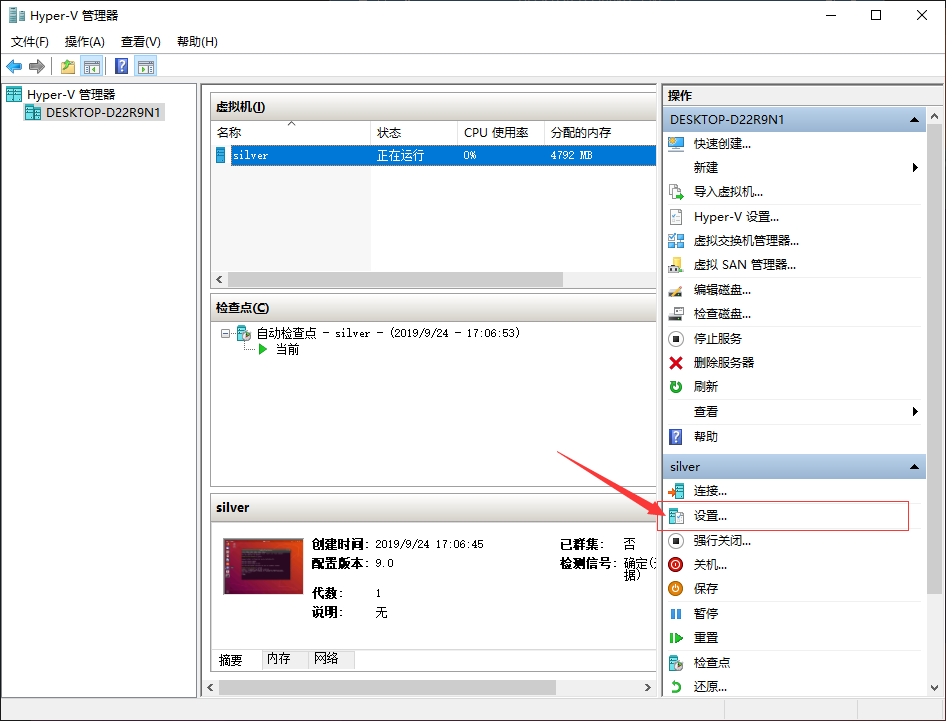 Hyper-V 管理器
文件(F) 操作(A) 查看(V) 帮助(H)
Hyper-V 管理器
DESKTOP-D22R9N1
虚拟机(I)
名称 状态 CPU 使用率 分配的内存
silver 正在运行 0% 4792 MB
检查点(C)
自动检查点 - silver - (2019/9/24 - 17:06:53)
当前
silver
创建时间: 2019/9/24 17:06:45 已群集: 否
配置版本: 9.0 检测信号: 确定(
据)
代数: 1
说明: 无
摘要 内存 网络
操作
DESKTOP-D22R9N1
快速创建...
新建
导入虚拟机...
Hyper-V 设置...
虚拟交换机管理器...
虚拟 SAN 管理器...
编辑磁盘...
检查磁盘...
停止服务
删除服务器
刷新
查看
帮助
silver
连接...
设置...
强行关闭...
关机...
保存
暂停
重置
检查点
还原...